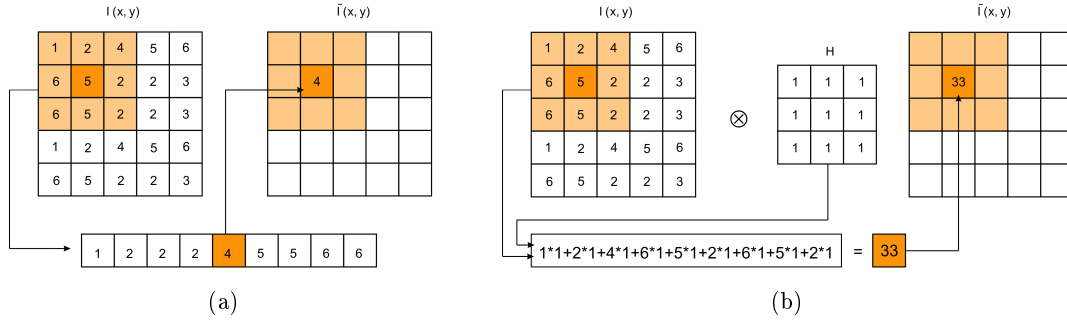 I (x, y)
Ĩ (x, y)
1 2 4 5 6
6 5 2 2 3
6 5 2 2 3
1 2 4 5 6
6 5 2 2 3
4
1 2 2 2 4 5 5 6 6
(a)
I (x, y)
H
Ĩ (x, y)
1 2 4 5 6
6 5 2 2 3
6 5 2 2 3
1 2 4 5 6
6 5 2 2 3
⊗
1 1 1
1 1 1
1 1 1
33
1*1+2*1+4*1+6*1+5*1+2*1+6*1+5*1+2*1 = 33
(b)